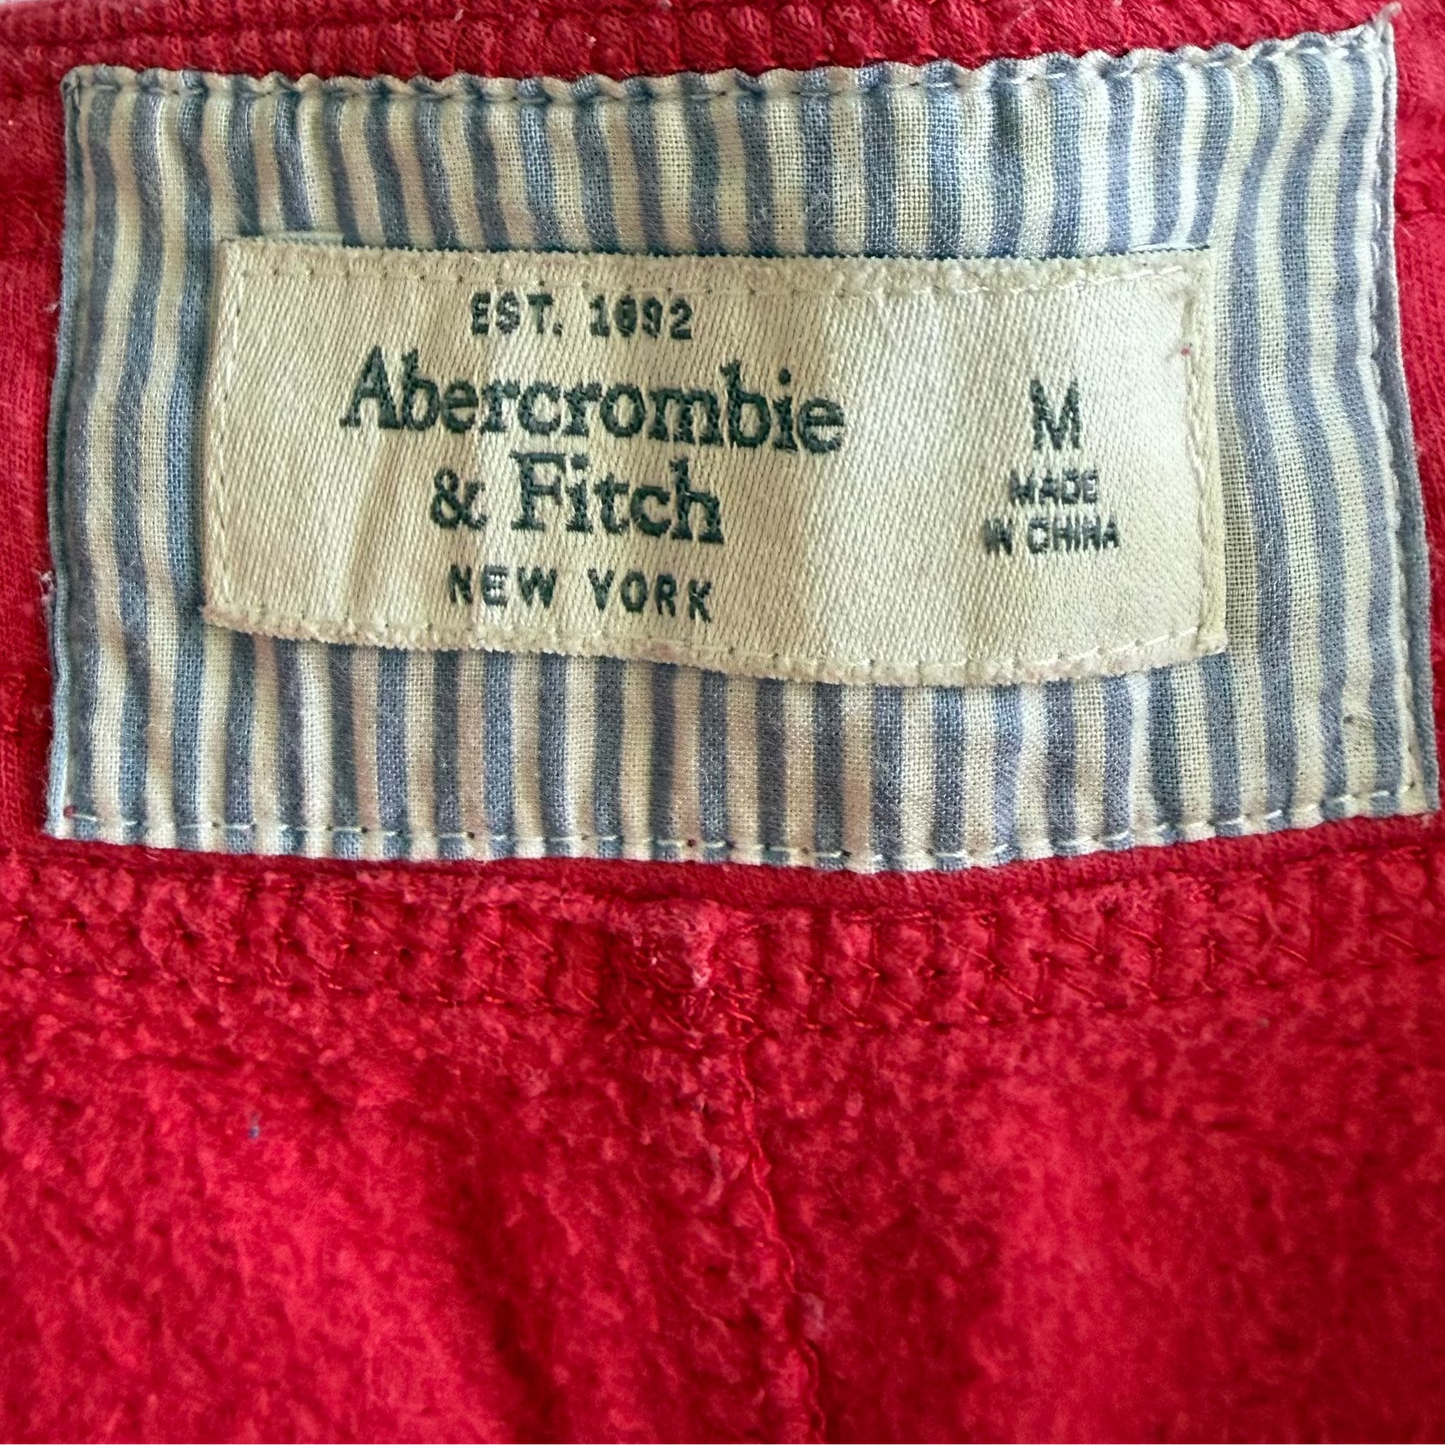 EST. 1892
Abercrombie
& Fitch
NEW YORK
M
MADE
IN CHINA